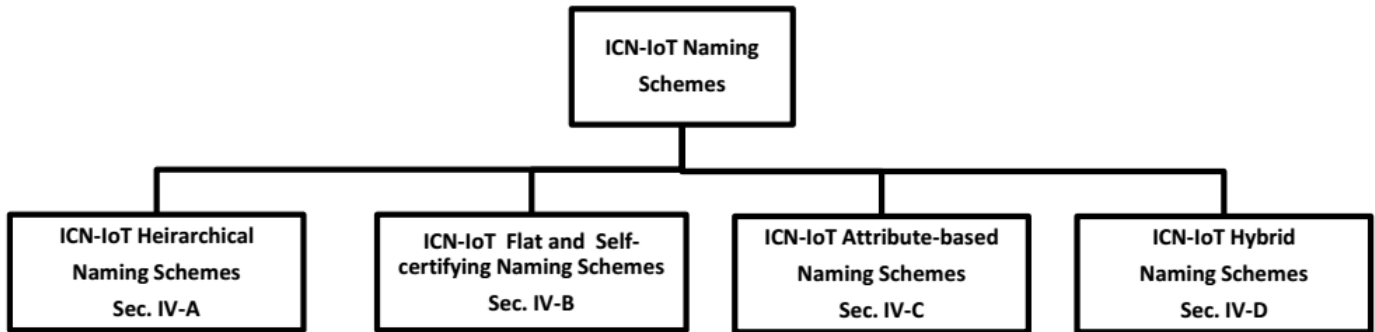 ICN-IoT Naming
Schemes
ICN-IoT Heirarchical
Naming Schemes
Sec. IV-A
ICN-IoT Flat and Self-
certifying Naming Schemes
Sec. IV-B
ICN-IoT Attribute-based
Naming Schemes
Sec. IV-C
ICN-IoT Hybrid
Naming Schemes
Sec. IV-D